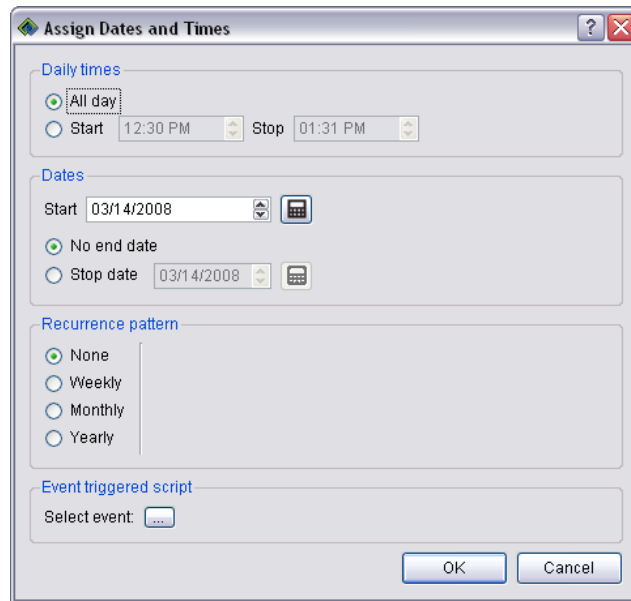 Assign Dates and Times
Daily times
All day
Start 12:30 PM Stop 01:31 PM
Dates
Start 03/14/2008
No end date
Stop date 03/14/2008
Recurrence pattern
None
Weekly
Monthly
Yearly
Event triggered script
Select event: ...
OK Cancel